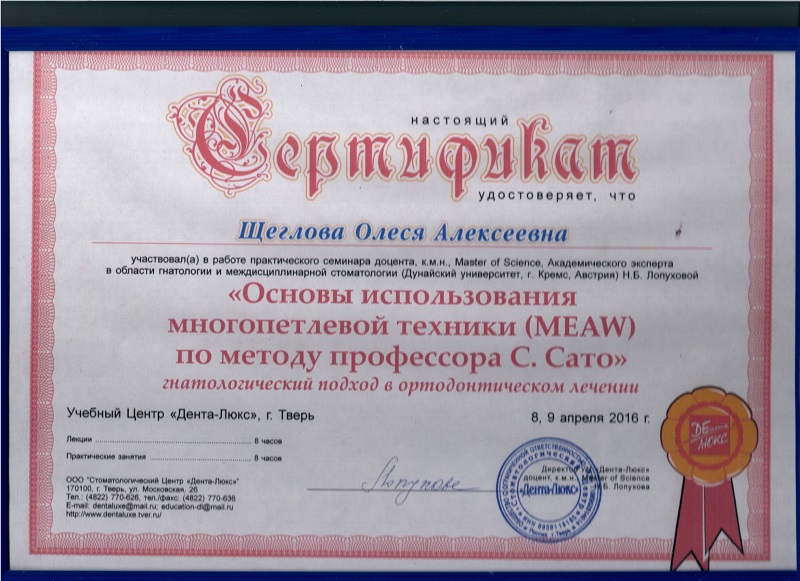 настоящий
Сертификат
удостоверяет, что
Щеглова Олеся Алексеевна
участвовал(а) в работе практического семинара доцента, к.м.н., Master of Science, Академического эксперта
в области гнатологии и междисциплинарной стоматологии (Дунайский университет, г. Кремс, Австрия) Н.Б. Лопуховой
«Основы использования
многопетлевой техники (MEAW)
по методу профессора С. Сато»
гнатологический подход в ортодонтическом лечении
Учебный Центр «Дента-Люкс», г. Тверь
8, 9 апреля 2016 г.
Лекции 8 часов
Практические занятия 8 часов
ООО "Стоматологический Центр «Дента-Люкс»"
170100, г. Тверь, ул. Московская, 26
Тел.: (4822) 770-626, тел./факс: (4822) 770-636
E-mail: dentaluxe@mail.ru; education-dl@mail.ru
http://www.dentaluxe.tver.ru/
Директор «Дента-Люкс»
доцент, к.м.н., Master of Science
Н.Б. Лопухова
«Дента-Люкс»
ДЕнта
ЛЮКС